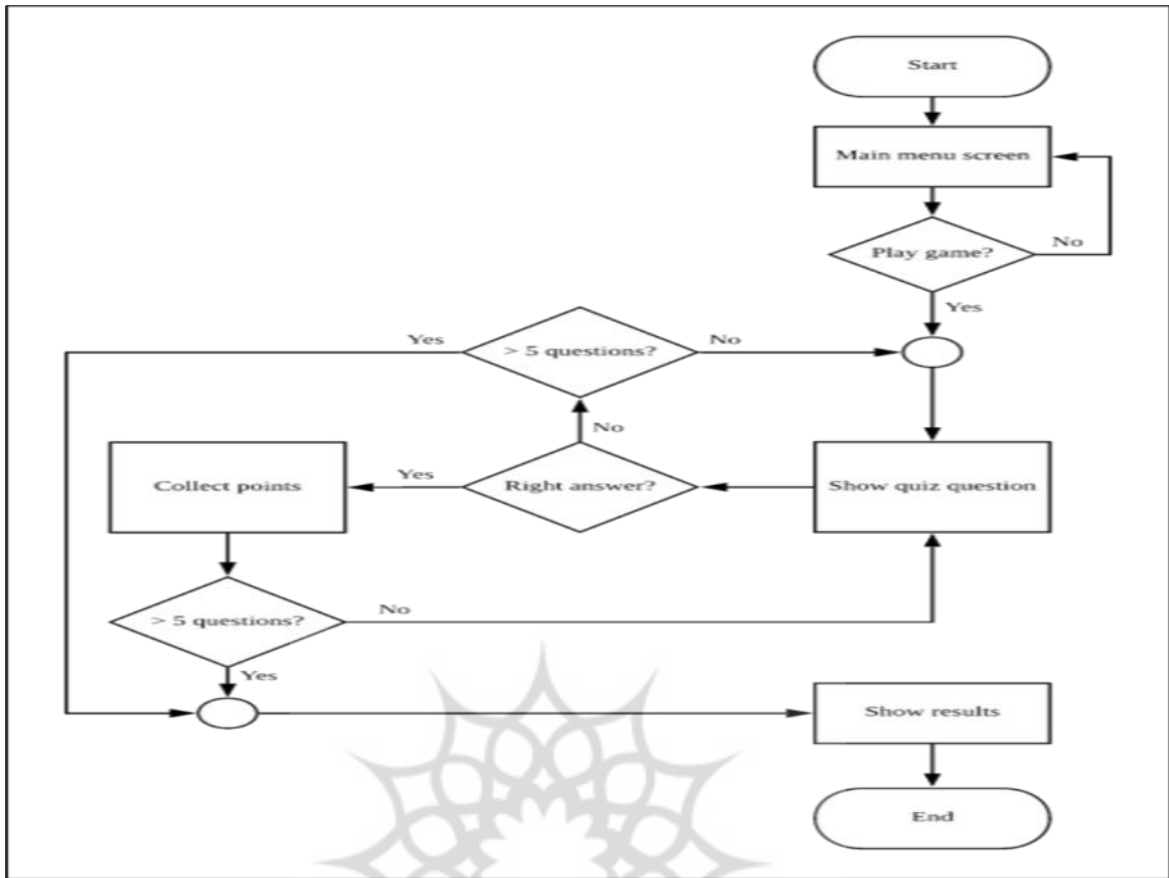 Start
Main menu screen
Play game?
No
Yes
Yes
> 5 questions?
No
No
Collect points
Yes
Right answer?
Show quiz question
> 5 questions?
No
Yes
Show results
End